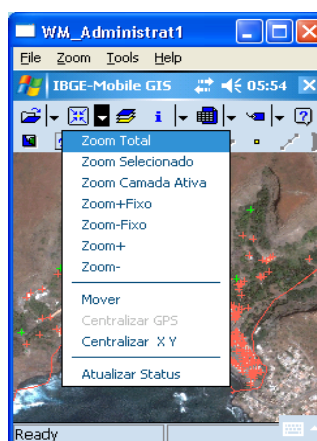 WM_Administrat1
File Zoom Tools Help
IBGE-Mobile GIS 05:54
Zoom Total
Zoom Selecionado
Zoom Camada Ativa
Zoom+Fixo
Zoom-Fixo
Zoom+
Zoom-
Mover
Centralizar GPS
Centralizar X Y
Atualizar Status
Ready